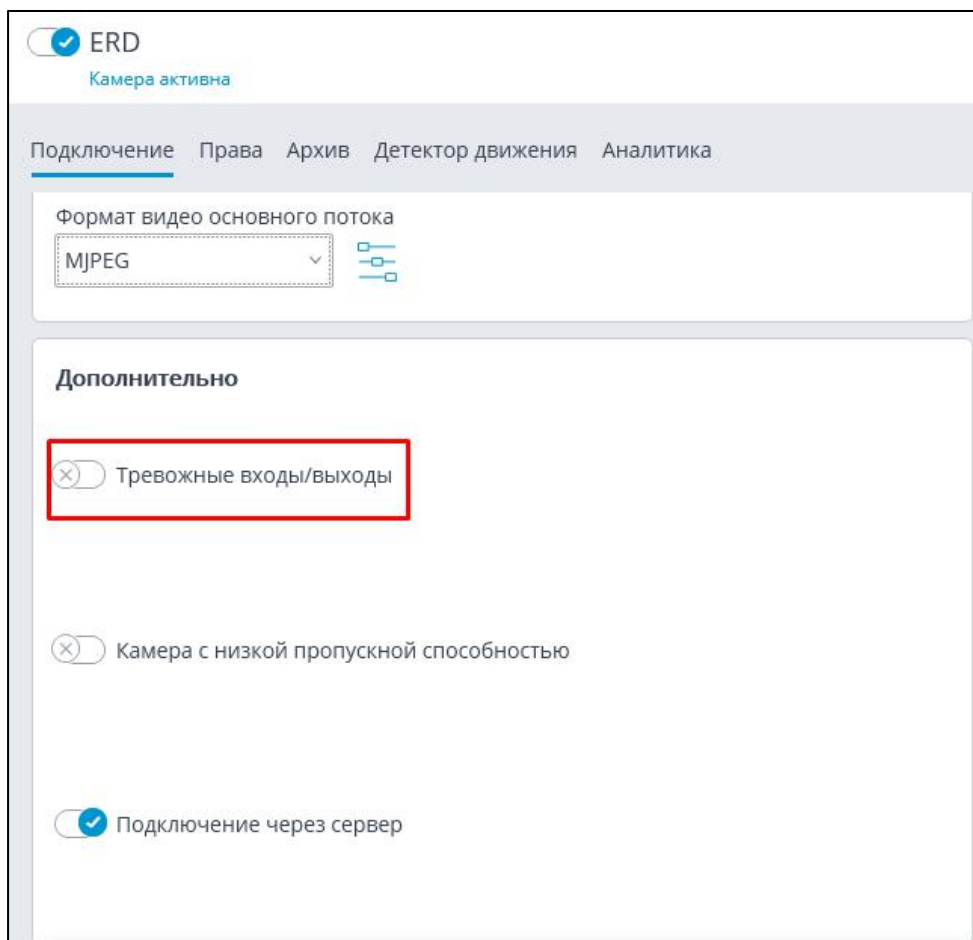 ERD
Камера активна
Подключение Права Архив Детектор движения Аналитика
Формат видео основного потока
MJPEG
Дополнительно
Тревожные входы/выходы
Камера с низкой пропускной способностью
Подключение через сервер